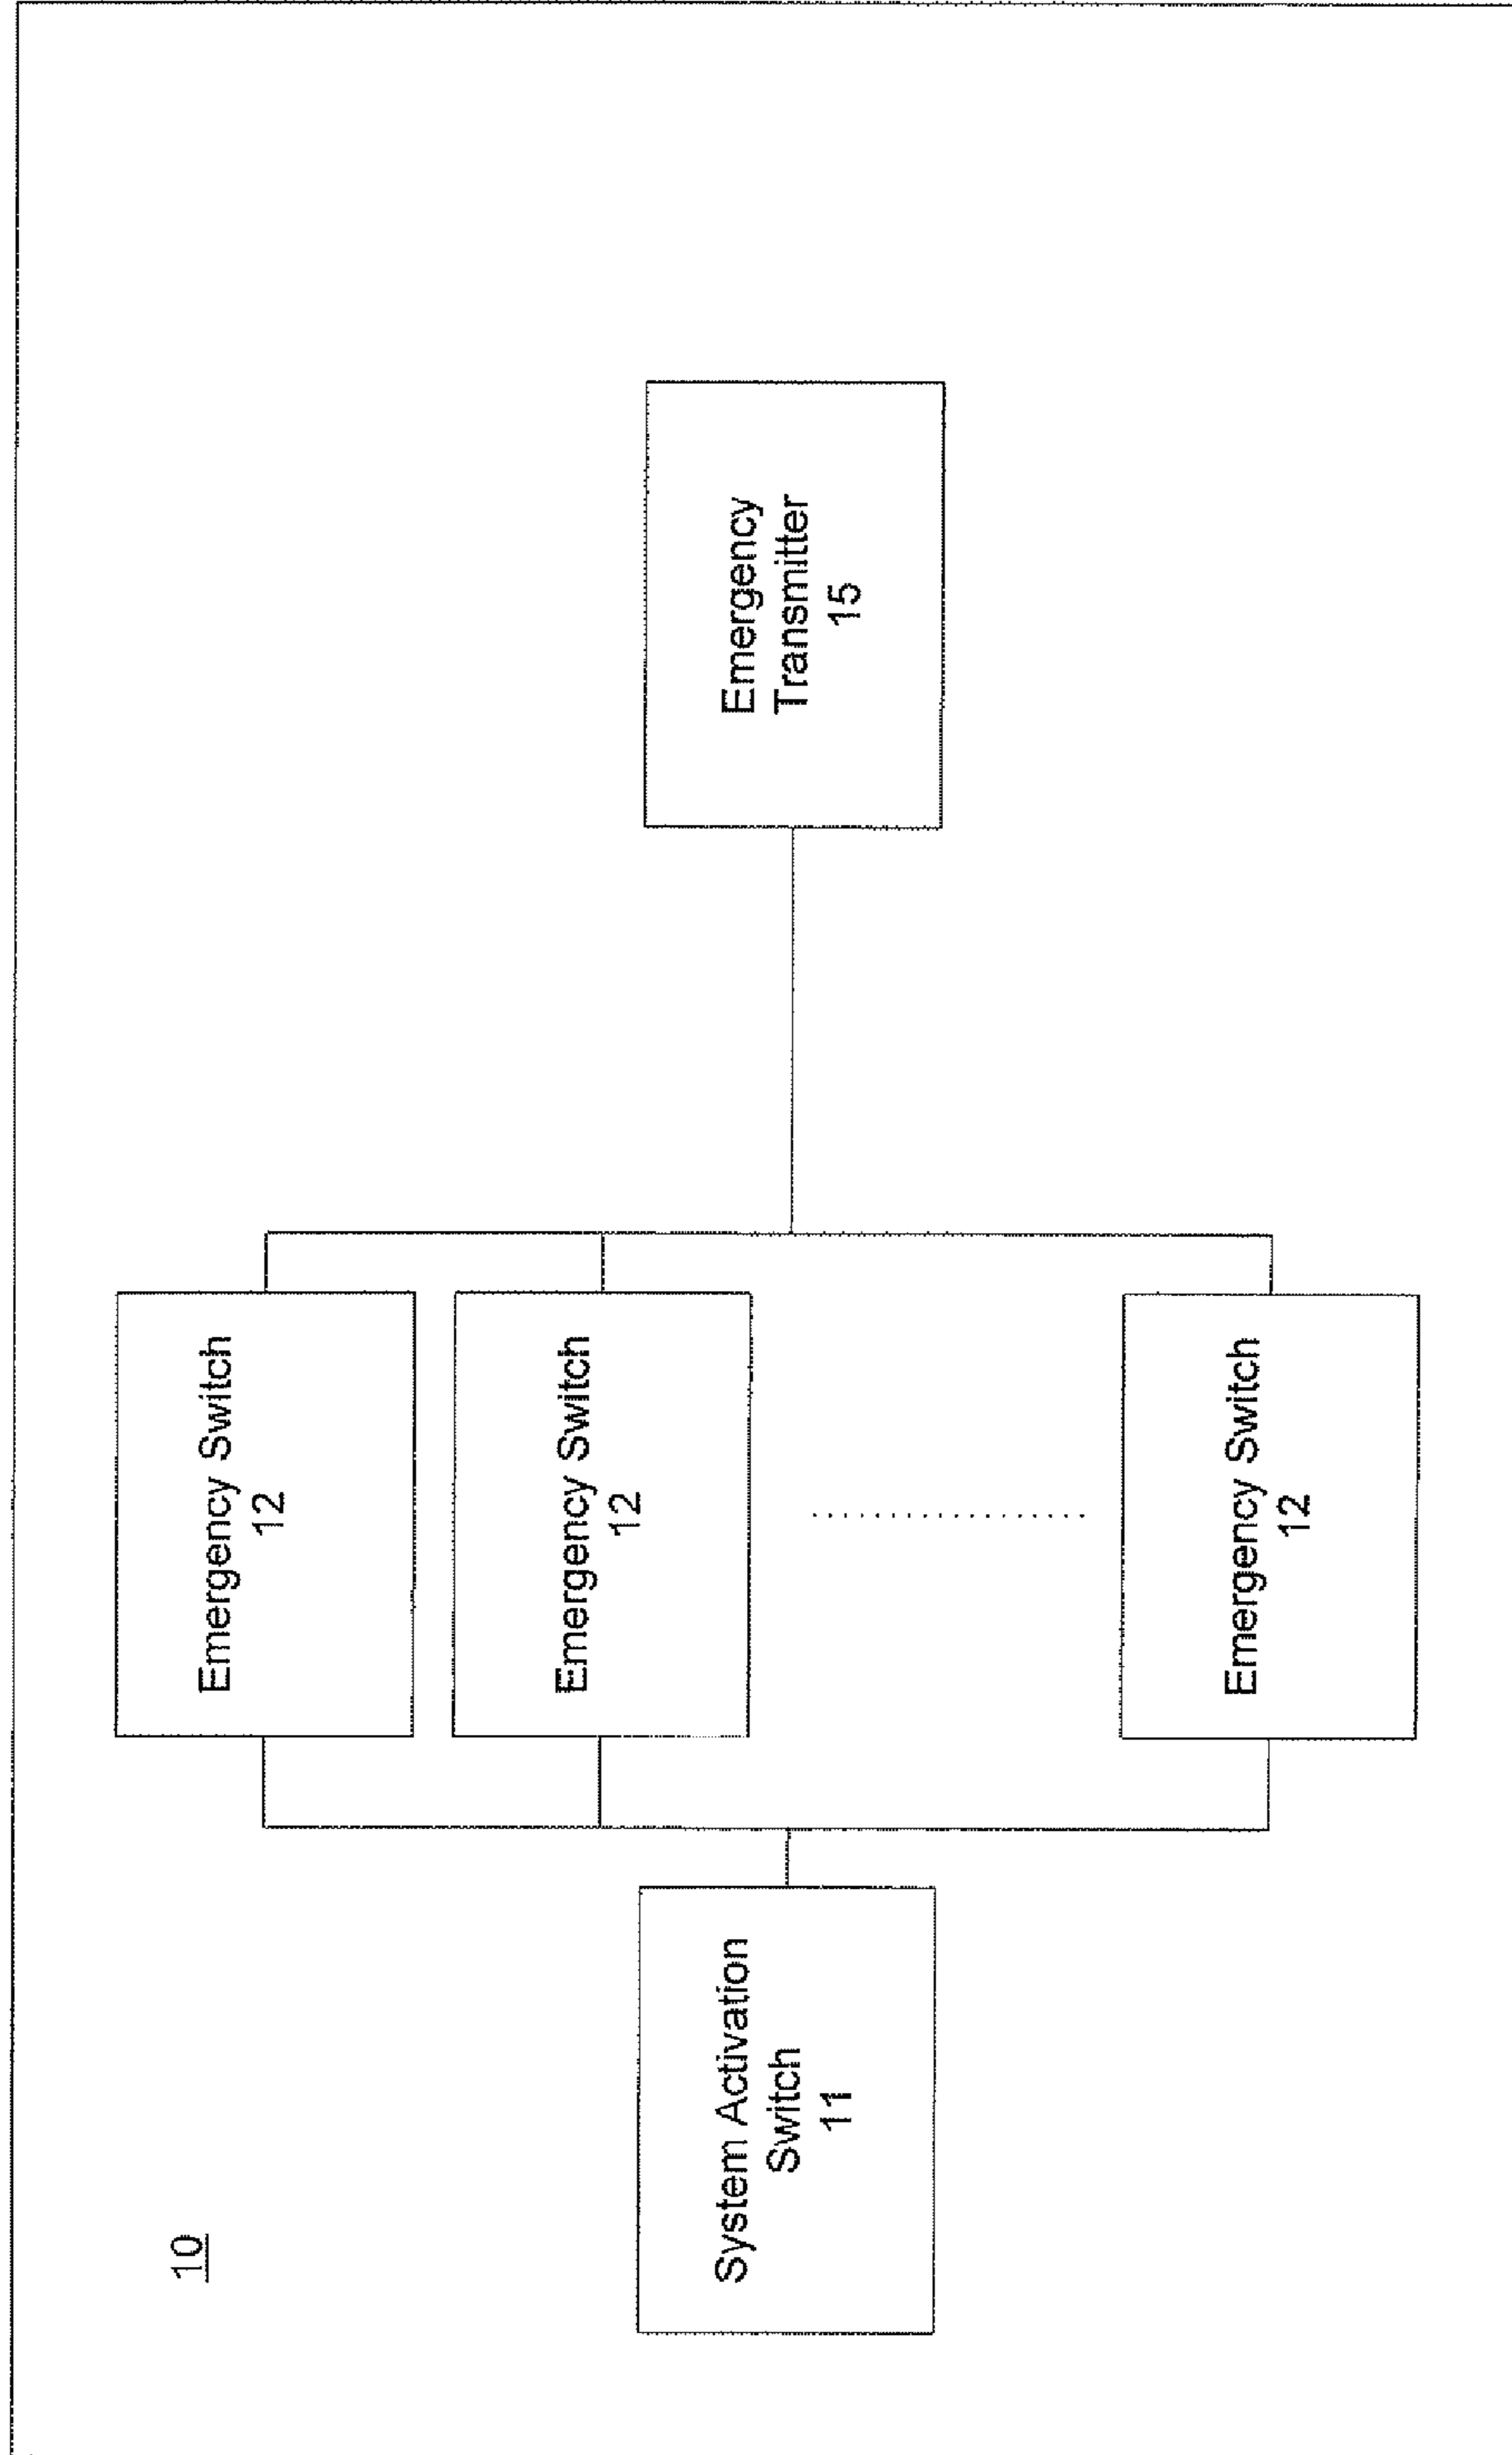 10
System Activation
Switch
11
Emergency Switch
12
Emergency Switch
12
Emergency Switch
12
Emergency
Transmitter
15